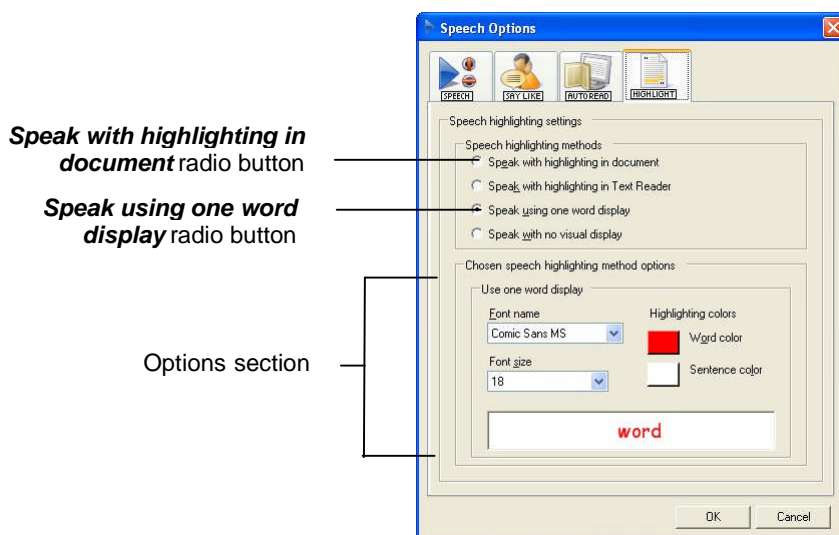 Speech Options
SPEECH
SAY LIKE
AUTOREAD
HIGHLIGHT
Speech highlighting settings
Speech highlighting methods
Speak with highlighting in document
Speak with highlighting in Text Reader
Speak using one word display
Speak with no visual display
Chosen speech highlighting method options
Use one word display
Font name
Comic Sans MS
Font size
18
Highlighting colors
Word color
Sentence color
word
OK
Cancel
Speak with highlighting in
document radio button
Speak using one word
display radio button
Options section